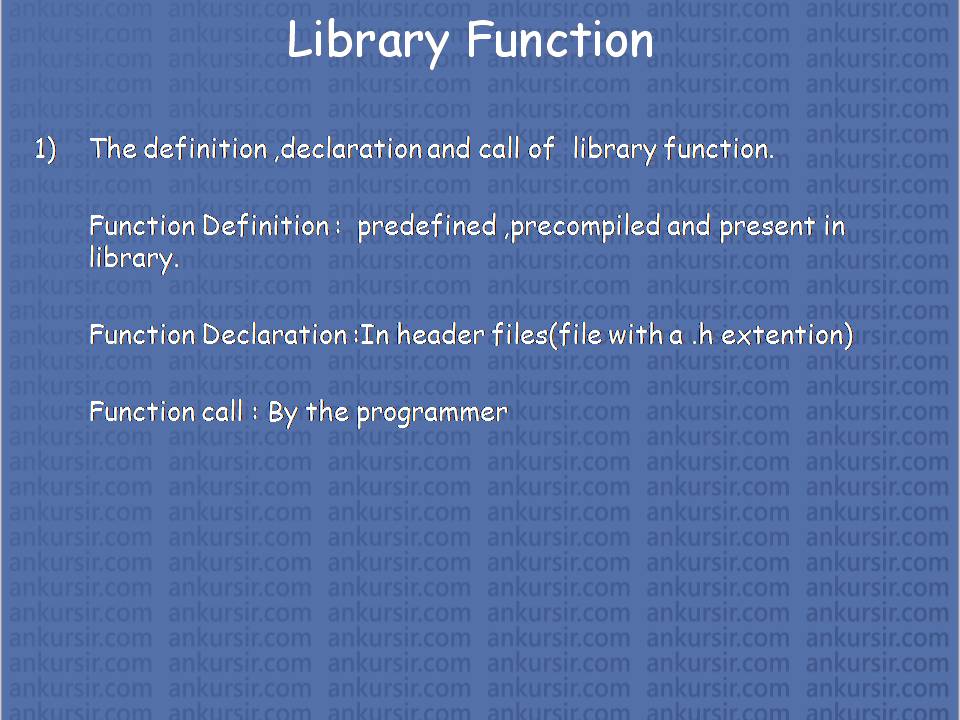 Library Function
1) The definition ,declaration and call of library function.
Function Definition : predefined ,precompiled and present in
library.
Function Declaration :In header files(file with a .h extention)
Function call : By the programmer
ankursir.com